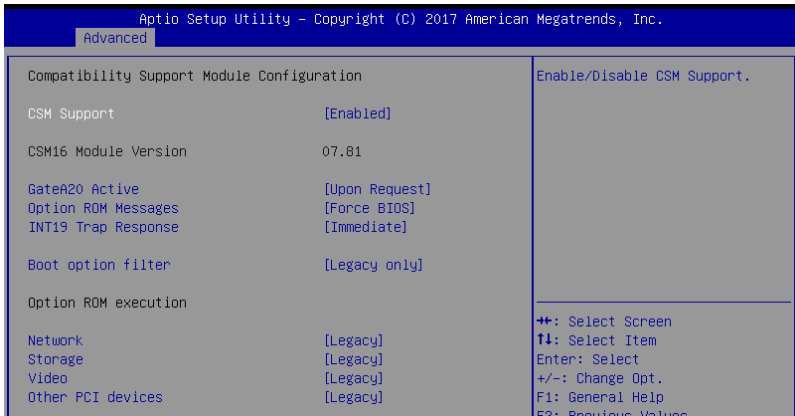 Aptio Setup Utility – Copyright (C) 2017 American Megatrends, Inc.
Advanced
Compatibility Support Module Configuration
Enable/Disable CSM Support.
CSM Support [Enabled]
CSM16 Module Version 07.81
GateA20 Active [Upon Request]
Option ROM Messages [Force BIOS]
INT19 Trap Response [Immediate]
Boot option filter [Legacy only]
Option ROM execution
Network [Legacy]
Storage [Legacy]
Video [Legacy]
Other PCI devices [Legacy]
→←: Select Screen
↑↓: Select Item
Enter: Select
+/-: Change Opt.
F1: General Help
F2: Previous Values